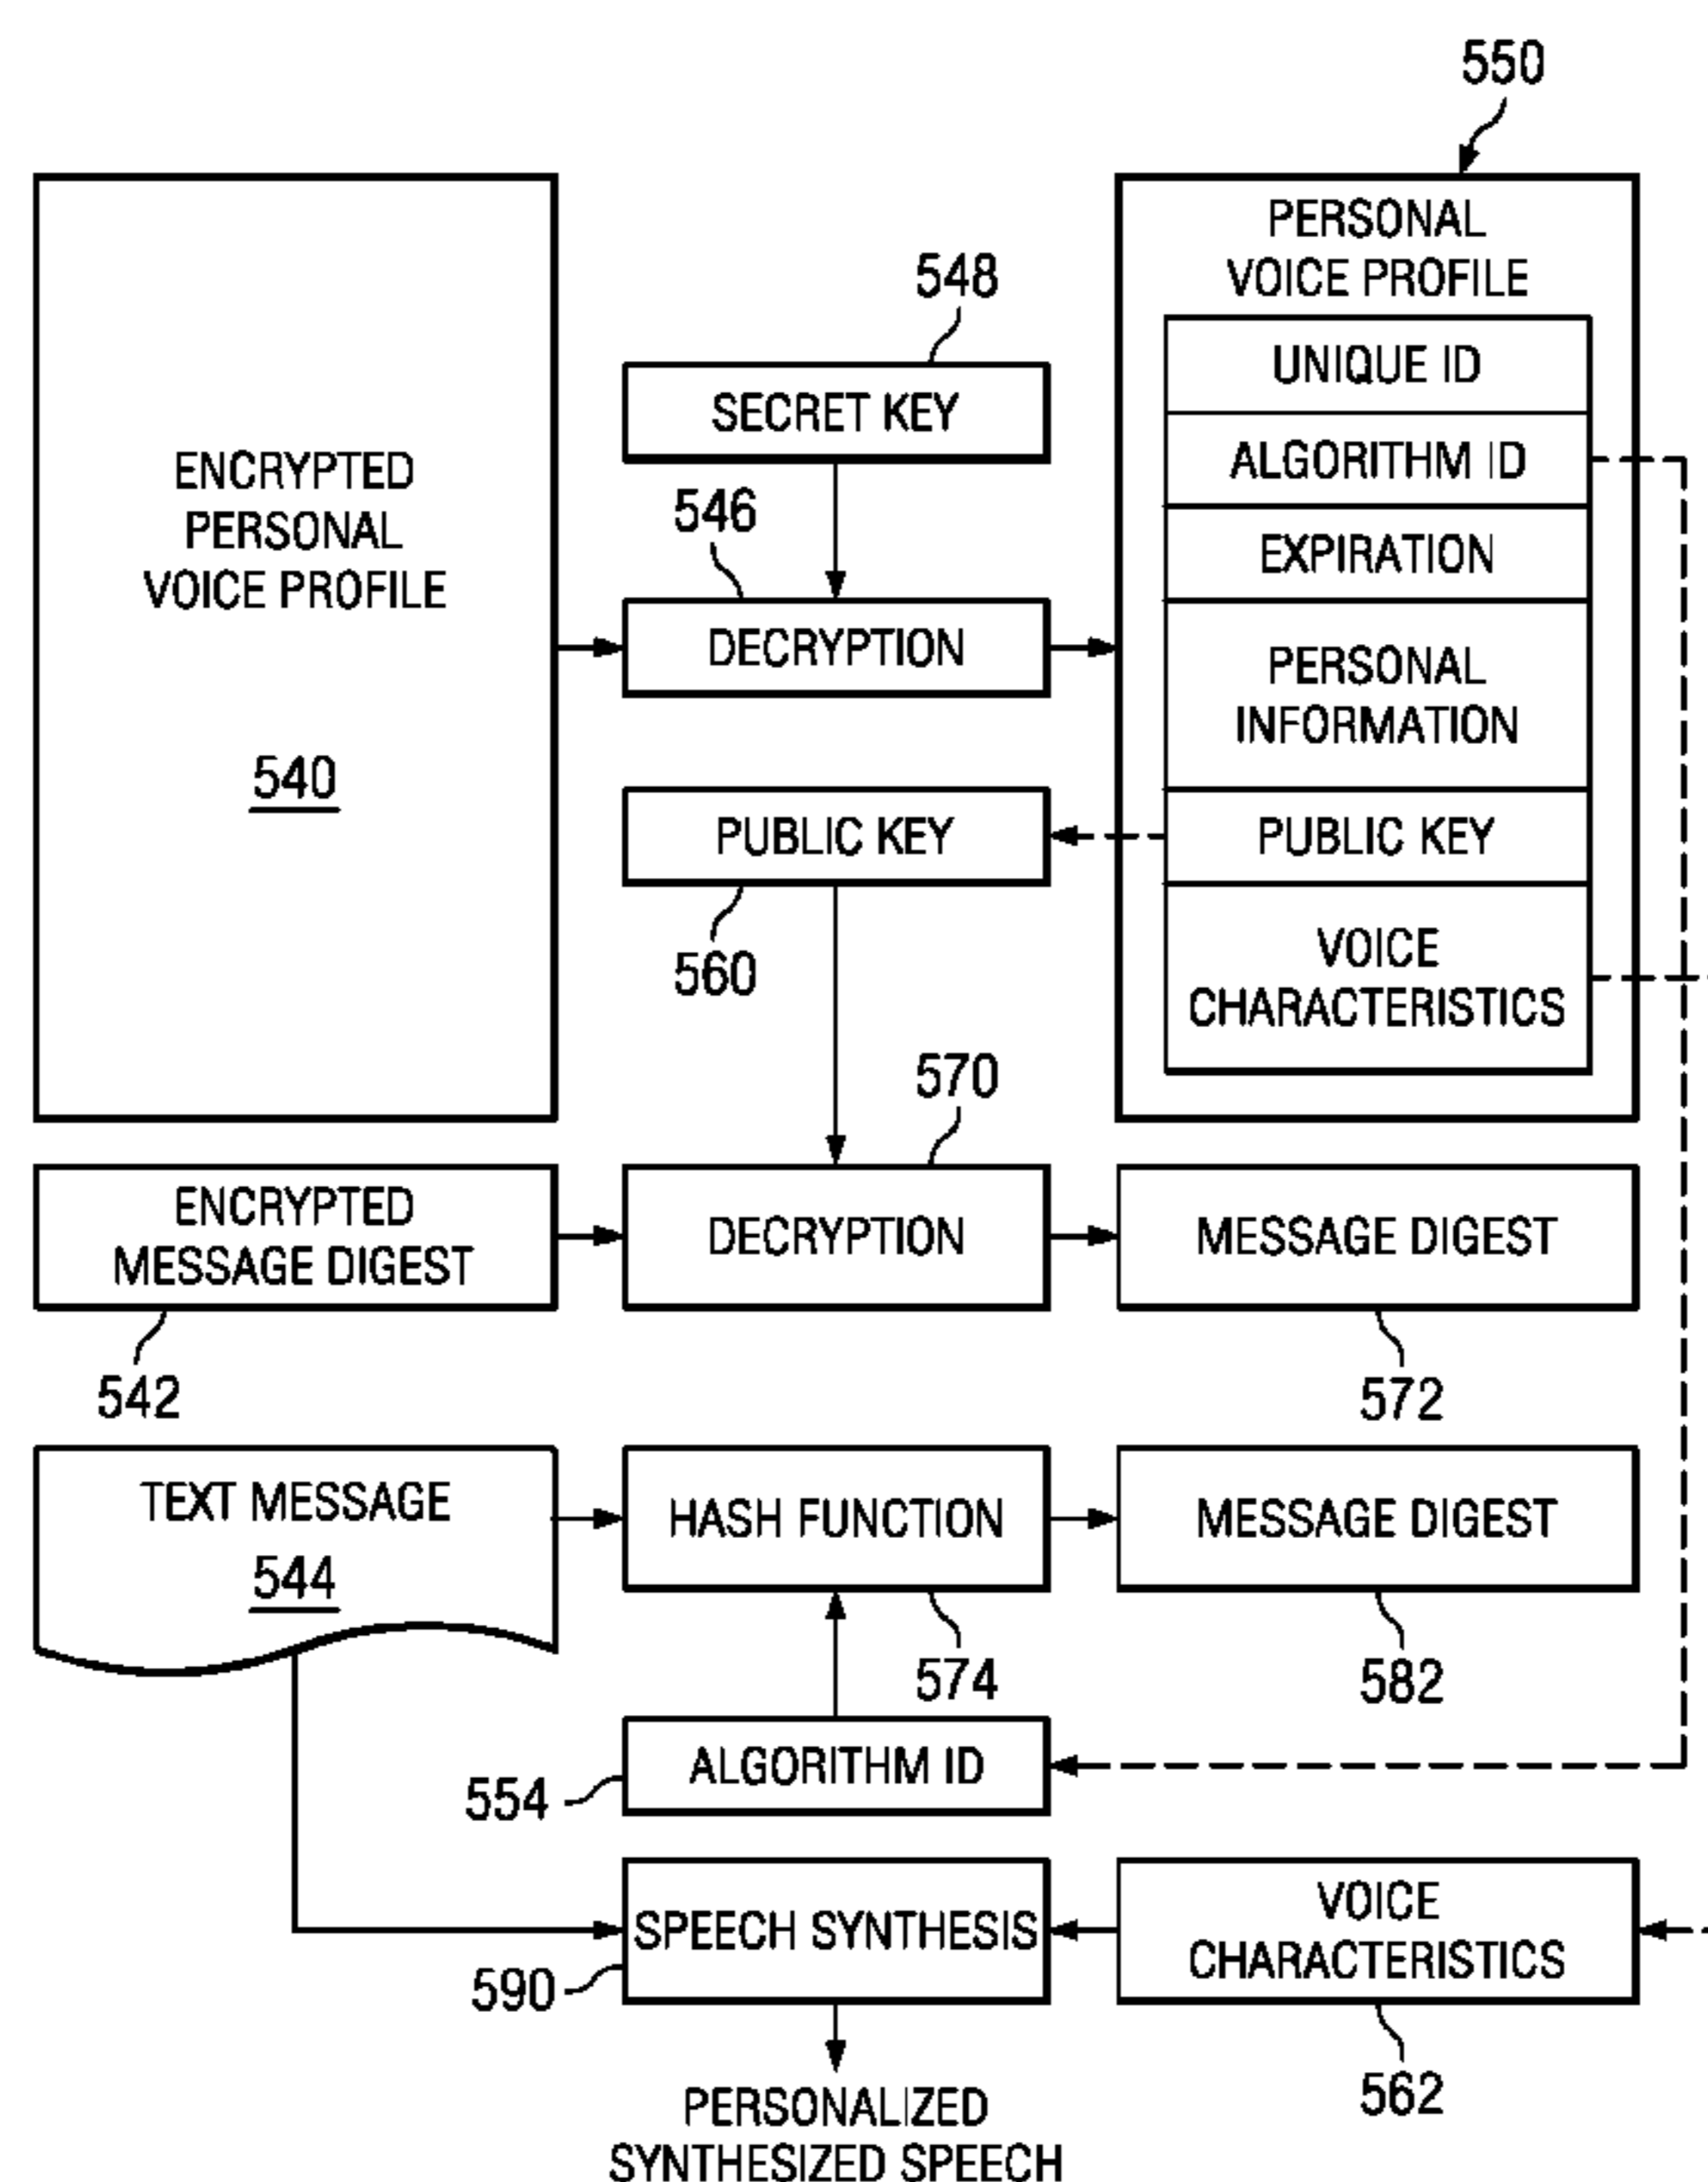 550
PERSONAL
VOICE PROFILE
UNIQUE ID
ALGORITHM ID
EXPIRATION
PERSONAL
INFORMATION
PUBLIC KEY
VOICE
CHARACTERISTICS
548
SECRET KEY
546
DECRYPTION
ENCRYPTED
PERSONAL
VOICE PROFILE
540
PUBLIC KEY
560
570
ENCRYPTED
MESSAGE DIGEST
DECRYPTION
MESSAGE DIGEST
542
572
TEXT MESSAGE
544
HASH FUNCTION
MESSAGE DIGEST
574
582
ALGORITHM ID
554
SPEECH SYNTHESIS
590
VOICE
CHARACTERISTICS
562
PERSONALIZED
SYNTHESIZED SPEECH